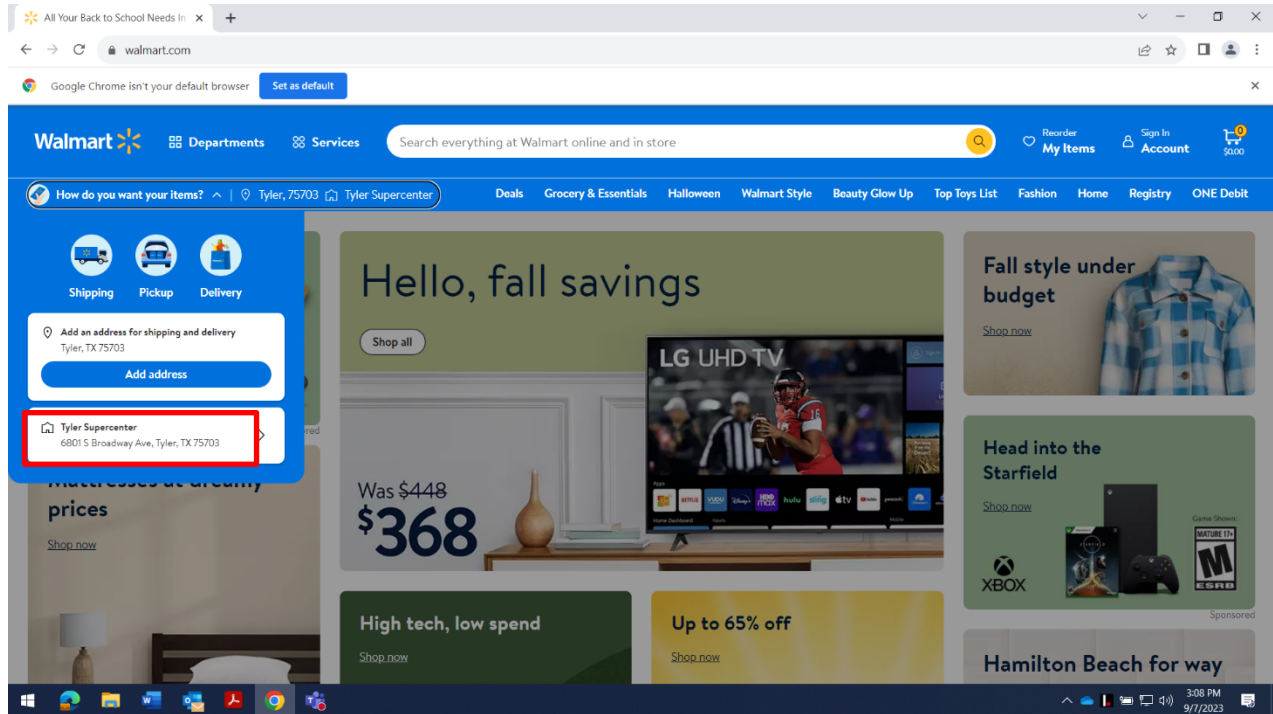 All Your Back to School Needs In
walmart.com
Google Chrome isn't your default browser Set as default
Walmart Departments Services Search everything at Walmart online and in store
Reorder
My Items
Sign In
Account
0
$0.00
How do you want your items? | Tyler, 75703 Tyler Supercenter
Deals Grocery & Essentials Halloween Walmart Style Beauty Glow Up Top Toys List Fashion Home Registry ONE Debit
Shipping Pickup Delivery
Add an address for shipping and delivery
Tyler, TX 75703
Add address
Tyler Supercenter
6801 S Broadway Ave, Tyler, TX 75703
Mattresses at dreamy
prices
Shop now
Hello, fall savings
Shop all
LG UHD TV
Was $448
$368
High tech, low spend
Shop now
Up to 65% off
Shop now
Fall style under
budget
Shop now
Head into the
Starfield
Shop now
XBOX
Game Shown:
MATURE 17+
M
ESRB
Sponsored
Hamilton Beach for way
3:08 PM
9/7/2023